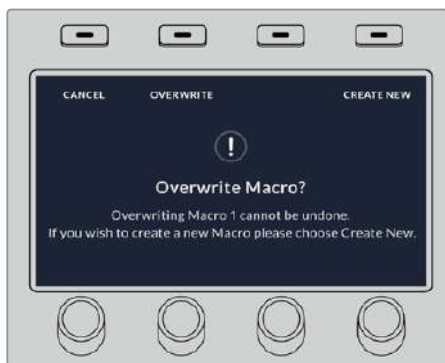 CANCEL OVERWRITE CREATE NEW
Overwrite Macro?
Overwriting Macro 1 cannot be undone.
If you wish to create a new Macro please choose Create New.